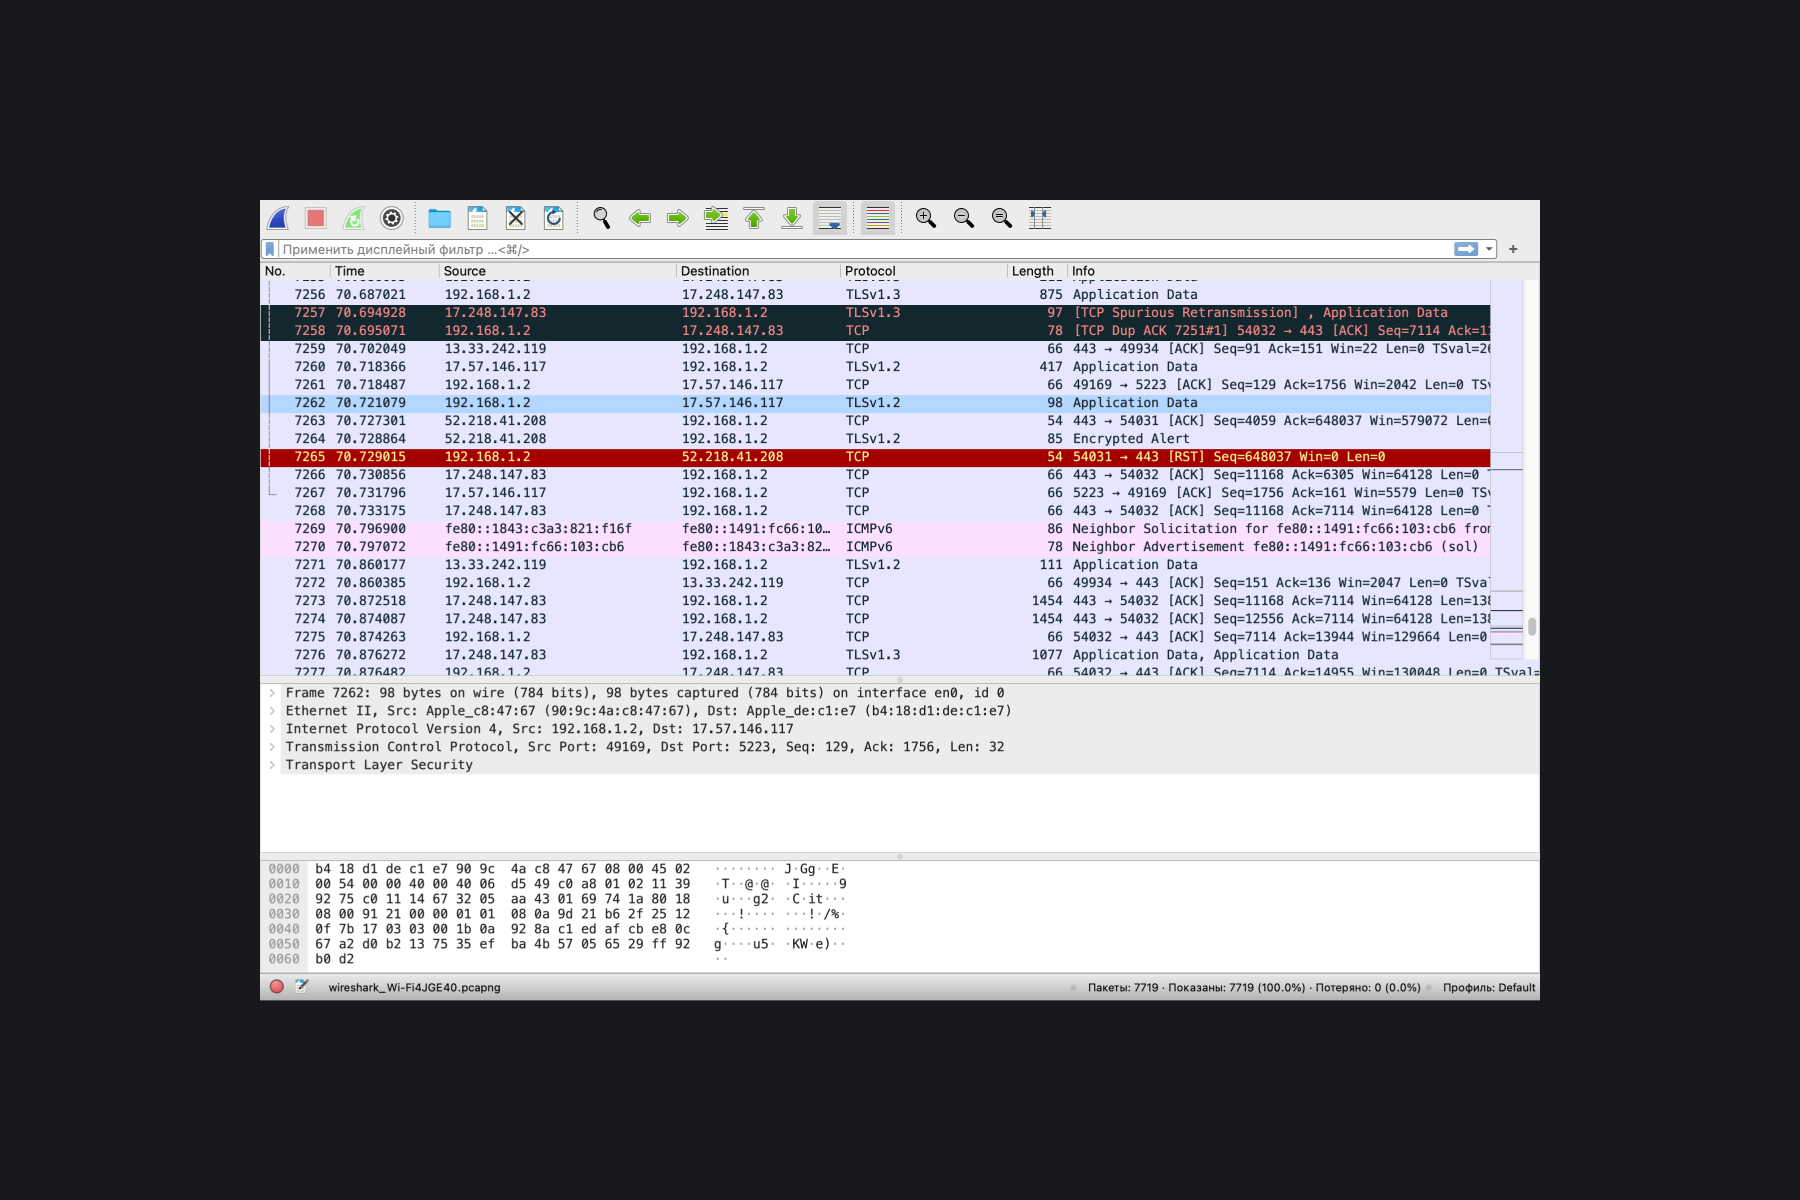 Применить дисплейный фильтр ...<⌘/>
+
No. Time Source Destination Protocol Length Info
7256 70.687021 192.168.1.2 17.248.147.83 TLSv1.3 875 Application Data
7257 70.694928 17.248.147.83 192.168.1.2 TLSv1.3 97 [TCP Spurious Retransmission] , Application Data
7258 70.695071 192.168.1.2 17.248.147.83 TCP 78 [TCP Dup ACK 7251#1] 54032 → 443 [ACK] Seq=7114 Ack=11
7259 70.702049 13.33.242.119 192.168.1.2 TCP 66 443 → 49934 [ACK] Seq=91 Ack=151 Win=22 Len=0 TSval=26
7260 70.718366 17.57.146.117 192.168.1.2 TLSv1.2 417 Application Data
7261 70.718487 192.168.1.2 17.57.146.117 TCP 66 49169 → 5223 [ACK] Seq=129 Ack=1756 Win=2042 Len=0 TSv
7262 70.721079 192.168.1.2 17.57.146.117 TLSv1.2 98 Application Data
7263 70.727301 52.218.41.208 192.168.1.2 TCP 54 443 → 54031 [ACK] Seq=4059 Ack=648037 Win=579072 Len=0
7264 70.728864 52.218.41.208 192.168.1.2 TLSv1.2 85 Encrypted Alert
7265 70.729015 192.168.1.2 52.218.41.208 TCP 54 54031 → 443 [RST] Seq=648037 Win=0 Len=0
7266 70.730856 17.248.147.83 192.168.1.2 TCP 66 443 → 54032 [ACK] Seq=11168 Ack=6305 Win=64128 Len=0
7267 70.731796 17.57.146.117 192.168.1.2 TCP 66 5223 → 49169 [ACK] Seq=1756 Ack=161 Win=5579 Len=0 TSv
7268 70.733175 17.248.147.83 192.168.1.2 TCP 66 443 → 54032 [ACK] Seq=11168 Ack=7114 Win=64128 Len=0
7269 70.796900 fe80::1843:c3a3:821:f16f fe80::1491:fc66:10… ICMPv6 86 Neighbor Solicitation for fe80::1491:fc66:103:cb6 from
7270 70.797072 fe80::1491:fc66:103:cb6 fe80::1843:c3a3:82… ICMPv6 78 Neighbor Advertisement fe80::1491:fc66:103:cb6 (sol)
7271 70.860177 13.33.242.119 192.168.1.2 TLSv1.2 111 Application Data
7272 70.860385 192.168.1.2 13.33.242.119 TCP 66 49934 → 443 [ACK] Seq=151 Ack=136 Win=2047 Len=0 TSva
7273 70.872518 17.248.147.83 192.168.1.2 TCP 1454 443 → 54032 [ACK] Seq=11168 Ack=7114 Win=64128 Len=138
7274 70.874087 17.248.147.83 192.168.1.2 TCP 1454 443 → 54032 [ACK] Seq=12556 Ack=7114 Win=64128 Len=138
7275 70.874263 192.168.1.2 17.248.147.83 TCP 66 54032 → 443 [ACK] Seq=7114 Ack=13944 Win=129664 Len=0
7276 70.876272 17.248.147.83 192.168.1.2 TLSv1.3 1077 Application Data, Application Data
7277 70.876482 192.168.1.2 17.248.147.83 TCP 66 54032 → 443 [ACK] Seq=7114 Ack=14955 Win=130048 Len=0 TSval=
Frame 7262: 98 bytes on wire (784 bits), 98 bytes captured (784 bits) on interface en0, id 0
Ethernet II, Src: Apple_c8:47:67 (90:9c:4a:c8:47:67), Dst: Apple_de:c1:e7 (b4:18:d1:de:c1:e7)
Internet Protocol Version 4, Src: 192.168.1.2, Dst: 17.57.146.117
Transmission Control Protocol, Src Port: 49169, Dst Port: 5223, Seq: 129, Ack: 1756, Len: 32
Transport Layer Security
0000 b4 18 d1 de c1 e7 90 9c 4a c8 47 67 08 00 45 02 ········ J·Gg··E·
0010 00 54 00 00 40 00 40 06 d5 49 c0 a8 01 02 11 39 ·T··@·@· ·I·····9
0020 92 75 c0 11 14 67 32 05 aa 43 01 69 74 1a 80 18 ·u···g2· ·C·it···
0030 08 00 91 21 00 00 01 01 08 0a 9d 21 b6 2f 25 12 ···!···· ···!·/%·
0040 0f 7b 17 03 03 00 1b 0a 92 8a c1 ed af cb e8 0c ·{······ ········
0050 67 a2 d0 b2 13 75 35 ef ba 4b 57 05 65 29 ff 92 g····u5· ·KW·e)··
0060 b0 d2 ··
wireshark_Wi-Fi4JGE40.pcapng Пакеты: 7719 · Показаны: 7719 (100.0%) · Потеряно: 0 (0.0%) Профиль: Default